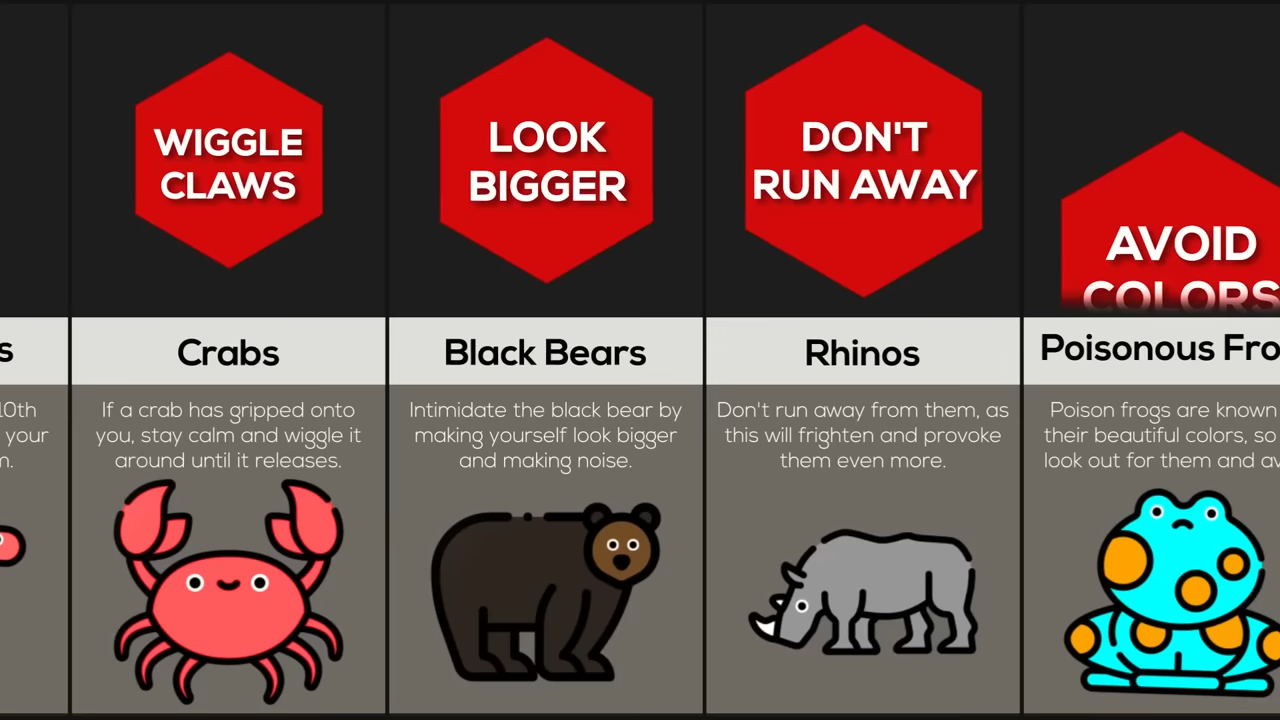 s
10th
your
m.
WIGGLE
CLAWS
Crabs
If a crab has gripped onto
you, stay calm and wiggle it
around until it releases.
LOOK
BIGGER
Black Bears
Intimidate the black bear by
making yourself look bigger
and making noise.
DON'T
RUN AWAY
Rhinos
Don't run away from them, as
this will frighten and provoke
them even more.
AVOID
COLORS
Poisonous Fro
Poison frogs are known
their beautiful colors, so
look out for them and av